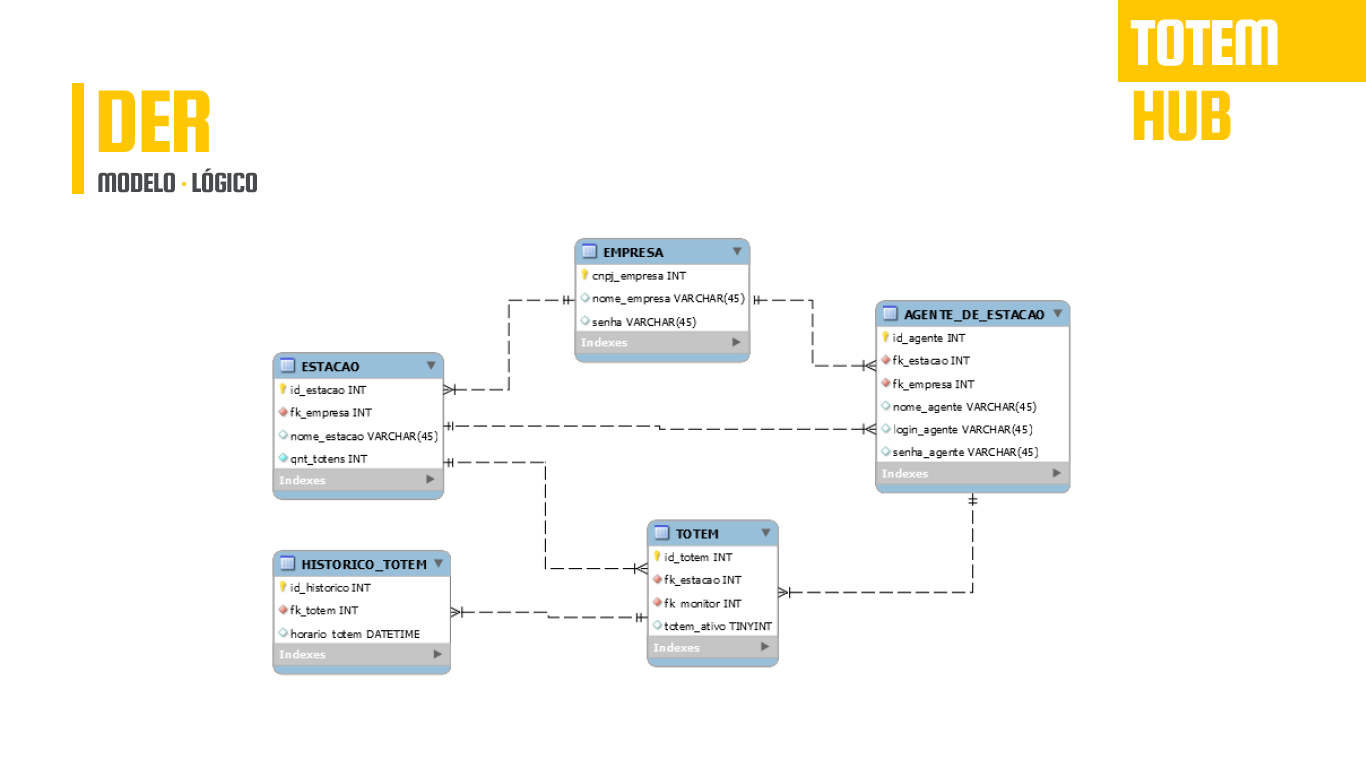 TOTEM
HUB
DER
MODELO · LÓGICO
EMPRESA
cnpj_empresa INT
nome_empresa VARCHAR(45)
senha VARCHAR(45)
Indexes
AGENTE_DE_ESTACAO
id_agente INT
fk_estacao INT
fk_empresa INT
nome_agente VARCHAR(45)
login_agente VARCHAR(45)
senha_agente VARCHAR(45)
Indexes
ESTACAO
id_estacao INT
fk_empresa INT
nome_estacao VARCHAR(45)
qnt_totens INT
Indexes
TOTEM
id_totem INT
fk_estacao INT
fk_monitor INT
totem_ativo TINYINT
Indexes
HISTORICO_TOTEM
id_historico INT
fk_totem INT
horario_totem DATETIME
Indexes